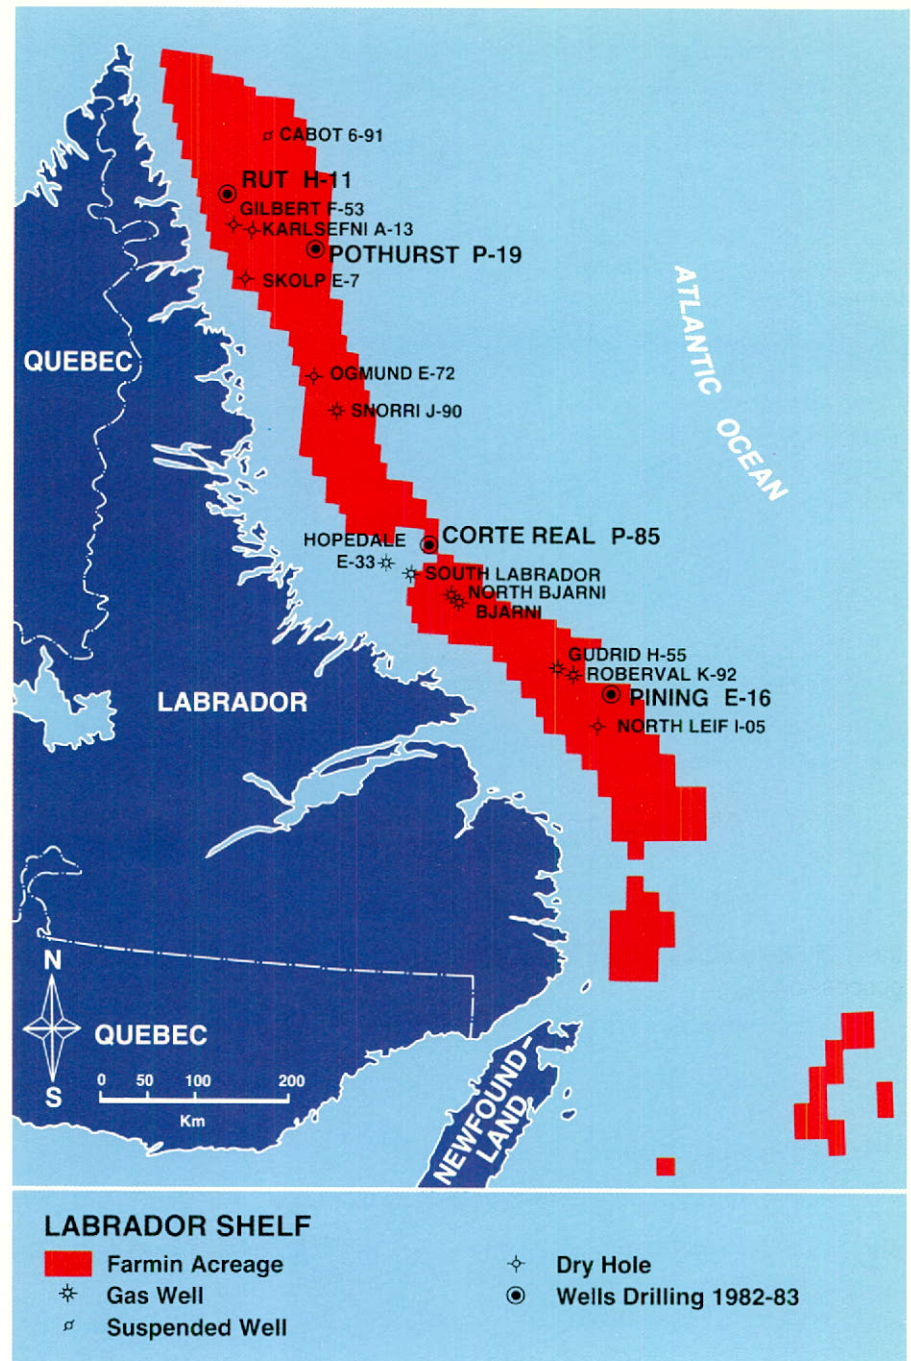 CABOT 6-91
RUT H-11
GILBERT F-53
KARLSEFNI A-13
POTHURST P-19
SKOLP E-7
ATLANTIC OCEAN
QUEBEC
OGMUND E-72
SNORRI J-90
HOPEDALE
E-33
CORTE REAL P-85
SOUTH LABRADOR
NORTH BJARNI
BJARNI
GUDRID H-55
ROBERVAL K-92
LABRADOR
PINING E-16
NORTH LEIF I-05
N
S
QUEBEC
0 50 100 200
Km
NEWFOUND-
LAND
LABRADOR SHELF
Farmin Acreage
Gas Well
Suspended Well
Dry Hole
Wells Drilling 1982-83